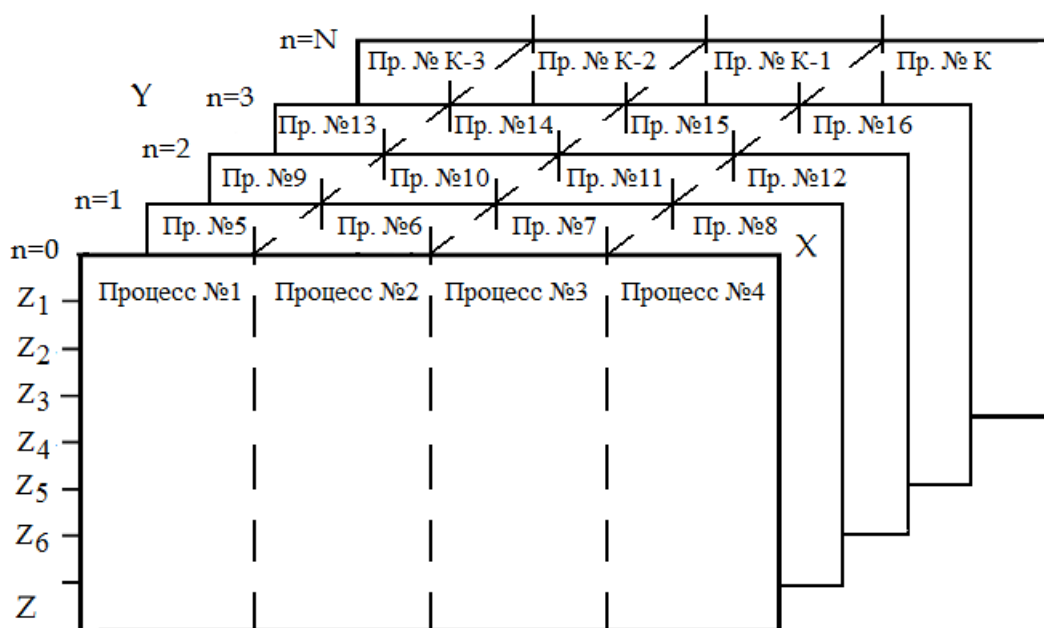 n=N
Пр. № К-3 Пр. № К-2 Пр. № К-1 Пр. № К
Y n=3
Пр. №13 Пр. №14 Пр. №15 Пр. №16
n=2
Пр. №9 Пр. №10 Пр. №11 Пр. №12
n=1
Пр. №5 Пр. №6 Пр. №7 Пр. №8
n=0 X
Процесс №1 Процесс №2 Процесс №3 Процесс №4
Z1
Z2
Z3
Z4
Z5
Z6
Z